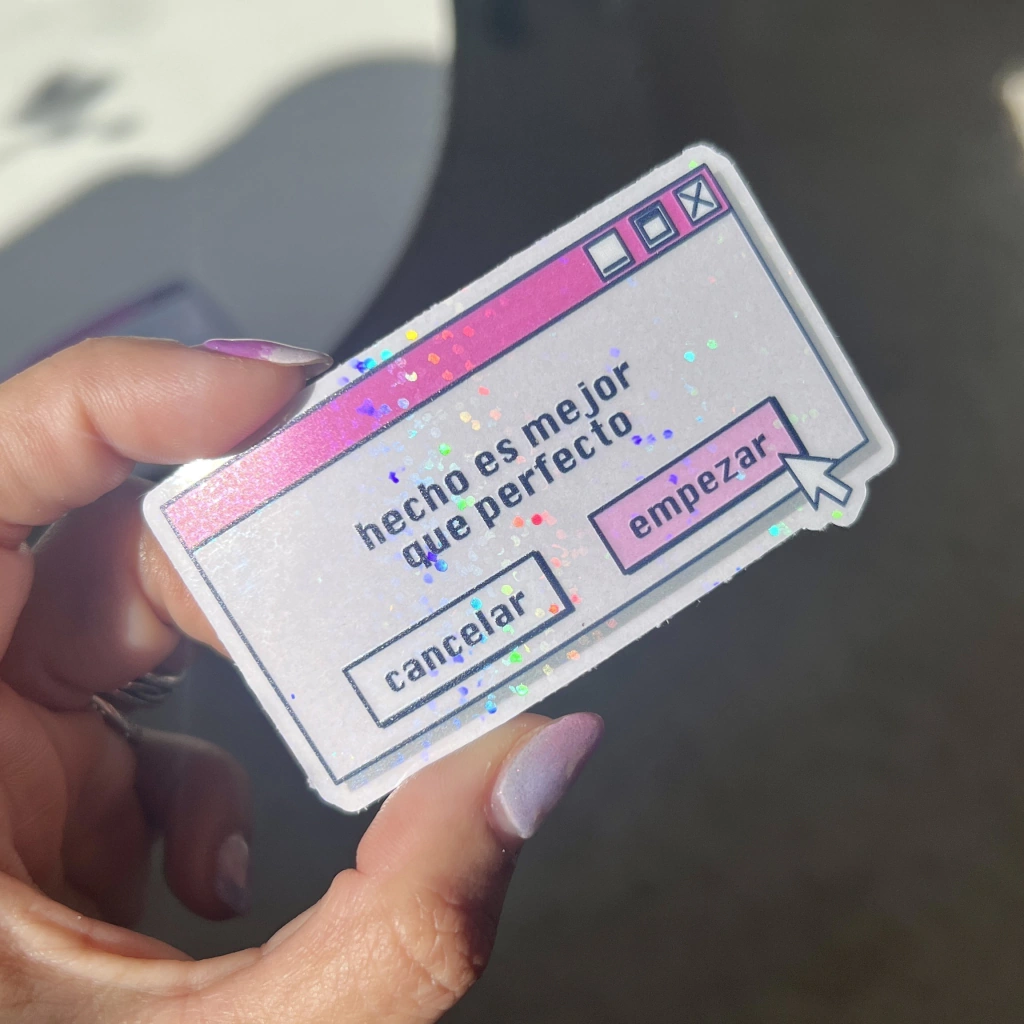 hecho es mejor
que perfecto
cancelar
empezar